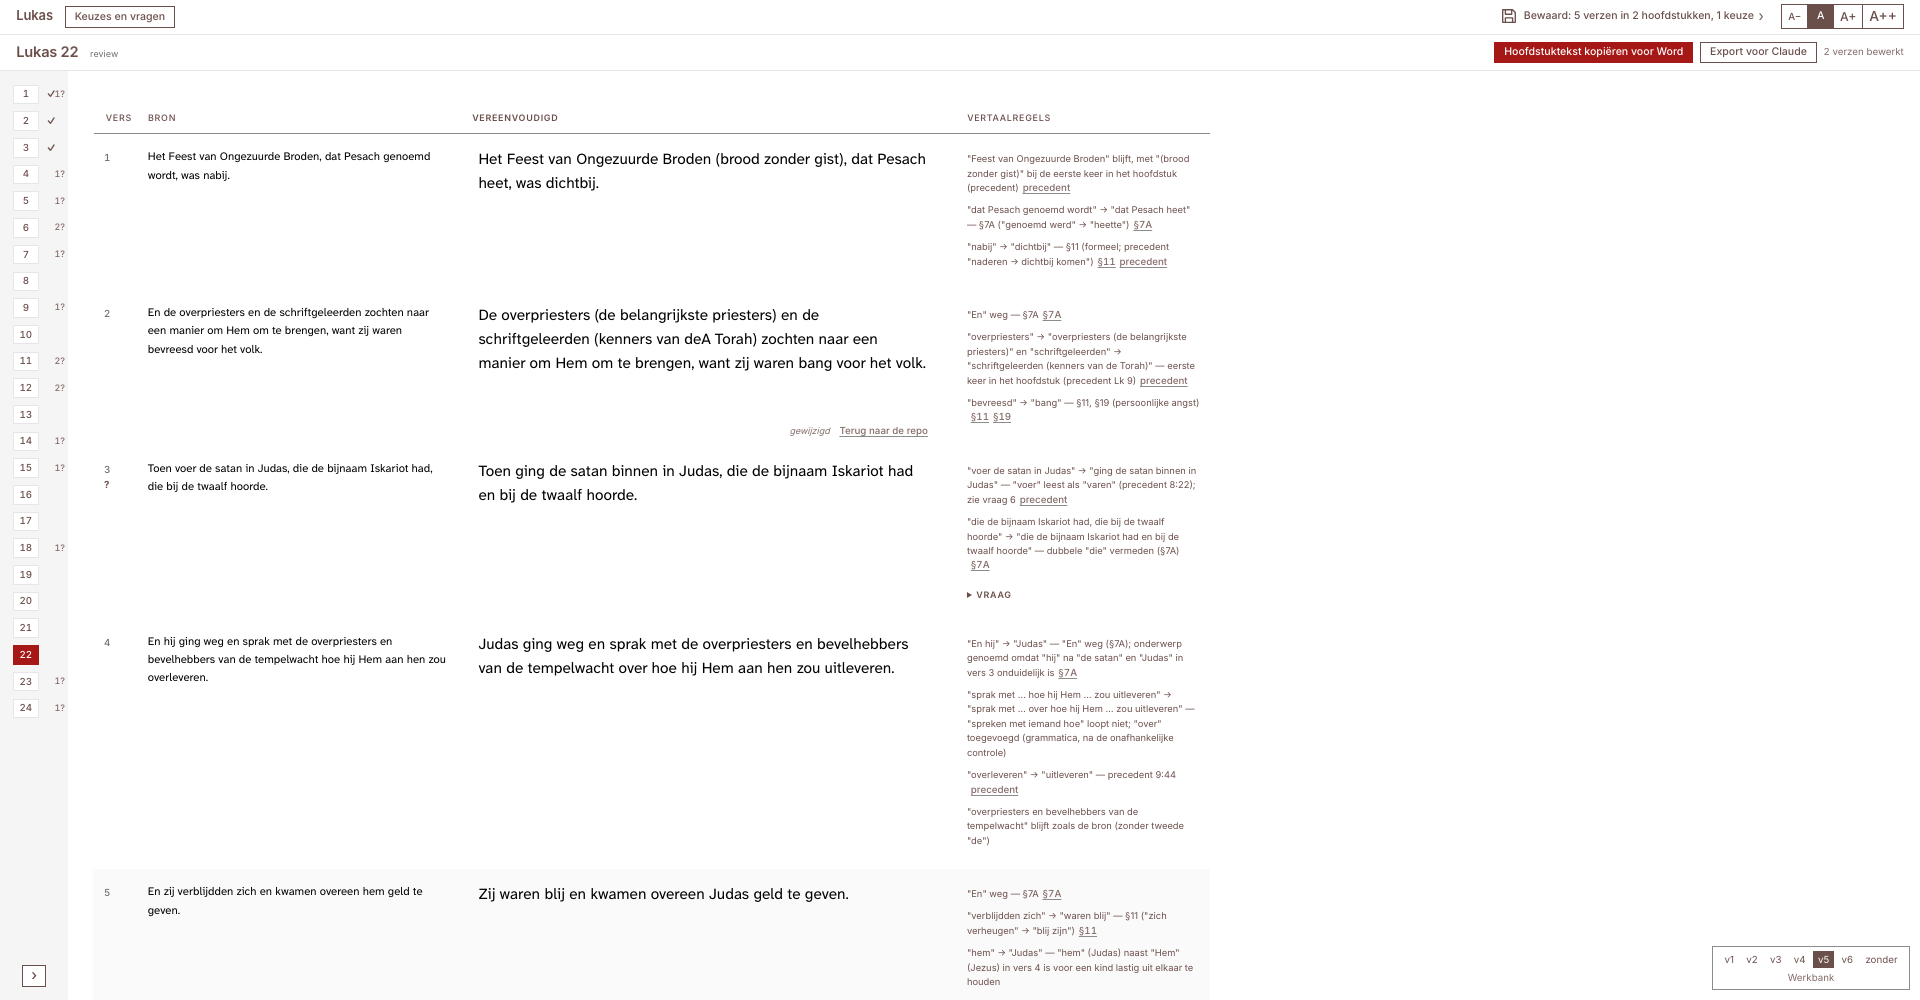 Lukas Keuzes en vragen Bewaard: 5 verzen in 2 hoofdstukken, 1 keuze › A− A A+ A++
Lukas 22 review Hoofdstuktekst kopiëren voor Word Export voor Claude 2 verzen bewerkt
1 ✓1?
2 ✓
3 ✓
4 1?
5 1?
6 2?
7 1?
8
9 1?
10
11 2?
12 2?
13
14 1?
15 1?
16
17
18 1?
19
20
21
22
23 1?
24 1?
›
VERS BRON VEREENVOUDIGD VERTAALREGELS
1
Het Feest van Ongezuurde Broden, dat Pesach genoemd
wordt, was nabij.
Het Feest van Ongezuurde Broden (brood zonder gist), dat Pesach
heet, was dichtbij.
"Feest van Ongezuurde Broden" blijft, met "(brood
zonder gist)" bij de eerste keer in het hoofdstuk
(precedent) precedent
"dat Pesach genoemd wordt" → "dat Pesach heet"
— §7A ("genoemd werd" → "heette") §7A
"nabij" → "dichtbij" — §11 (formeel; precedent
"naderen → dichtbij komen") §11 precedent
2
En de overpriesters en de schriftgeleerden zochten naar
een manier om Hem om te brengen, want zij waren
bevreesd voor het volk.
De overpriesters (de belangrijkste priesters) en de
schriftgeleerden (kenners van deA Torah) zochten naar een
manier om Hem om te brengen, want zij waren bang voor het volk.
gewijzigd Terug naar de repo
"En" weg — §7A §7A
"overpriesters" → "overpriesters (de belangrijkste
priesters)" en "schriftgeleerden" →
"schriftgeleerden (kenners van de Torah)" — eerste
keer in het hoofdstuk (precedent Lk 9) precedent
"bevreesd" → "bang" — §11, §19 (persoonlijke angst)
§11 §19
3
?
Toen voer de satan in Judas, die de bijnaam Iskariot had,
die bij de twaalf hoorde.
Toen ging de satan binnen in Judas, die de bijnaam Iskariot had
en bij de twaalf hoorde.
"voer de satan in Judas" → "ging de satan binnen in
Judas" — "voer" leest als "varen" (precedent 8:22);
zie vraag 6 precedent
"die de bijnaam Iskariot had, die bij de twaalf
hoorde" → "die de bijnaam Iskariot had en bij de
twaalf hoorde" — dubbele "die" vermeden (§7A)
§7A
▶ VRAAG
4
En hij ging weg en sprak met de overpriesters en
bevelhebbers van de tempelwacht hoe hij Hem aan hen zou
overleveren.
Judas ging weg en sprak met de overpriesters en bevelhebbers
van de tempelwacht over hoe hij Hem aan hen zou uitleveren.
"En hij" → "Judas" — "En" weg (§7A); onderwerp
genoemd omdat "hij" na "de satan" en "Judas" in
vers 3 onduidelijk is §7A
"sprak met ... hoe hij Hem ... zou uitleveren" →
"sprak met ... over hoe hij Hem ... zou uitleveren" —
"spreken met iemand hoe" loopt niet; "over"
toegevoegd (grammatica, na de onafhankelijke
controle)
"overleveren" → "uitleveren" — precedent 9:44
precedent
"overpriesters en bevelhebbers van de
tempelwacht" blijft zoals de bron (zonder tweede
"de")
5
En zij verblijdden zich en kwamen overeen hem geld te
geven.
Zij waren blij en kwamen overeen Judas geld te geven.
"En" weg — §7A §7A
"verblijdden zich" → "waren blij" — §11 ("zich
verheugen" → "blij zijn") §11
"hem" → "Judas" — "hem" (Judas) naast "Hem"
(Jezus) in vers 4 is voor een kind lastig uit elkaar te
houden
v1 v2 v3 v4 v5 v6 zonder
Werkbank